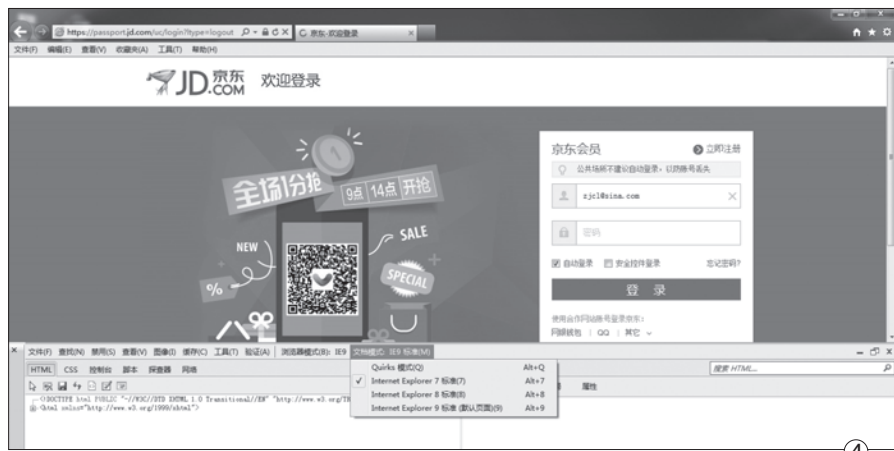 https://passport.jd.com/uc/login?ltype=logout
京东-欢迎登录
文件(F) 编辑(E) 查看(V) 收藏夹(A) 工具(T) 帮助(H)
JD.COM 京东 欢迎登录
京东会员 立即注册
公共场所不建议自动登录，以防账号丢失
全场1分抢
9点 14点 开抢
zjcl@sina.com
密码
NEW
SALE
SPECIAL
%
自动登录 安全控件登录 忘记密码?
登 录
使用合作网站账号登录京东:
网银钱包 | QQ | 其它
文件(F) 查找(N) 禁用(S) 查看(V) 图像(I) 缓存(C) 工具(T) 验证(A) 浏览器模式(B): IE9 文档模式: IE9 标准(M)
HTML CSS 控制台 脚本 探查器 网络
搜索 HTML...
Quirks 模式(Q) Alt+Q
Internet Explorer 7 标准(7) Alt+7
Internet Explorer 8 标准(8) Alt+8
Internet Explorer 9 标准 (默认页面)(9) Alt+9
属性
<!DOCTYPE html PUBLIC "-//W3C//DTD XHTML 1.0 Transitional//EN" "http://www.w3.org/TR
<html xmlns="http://www.w3.org/1999/xhtml">
④